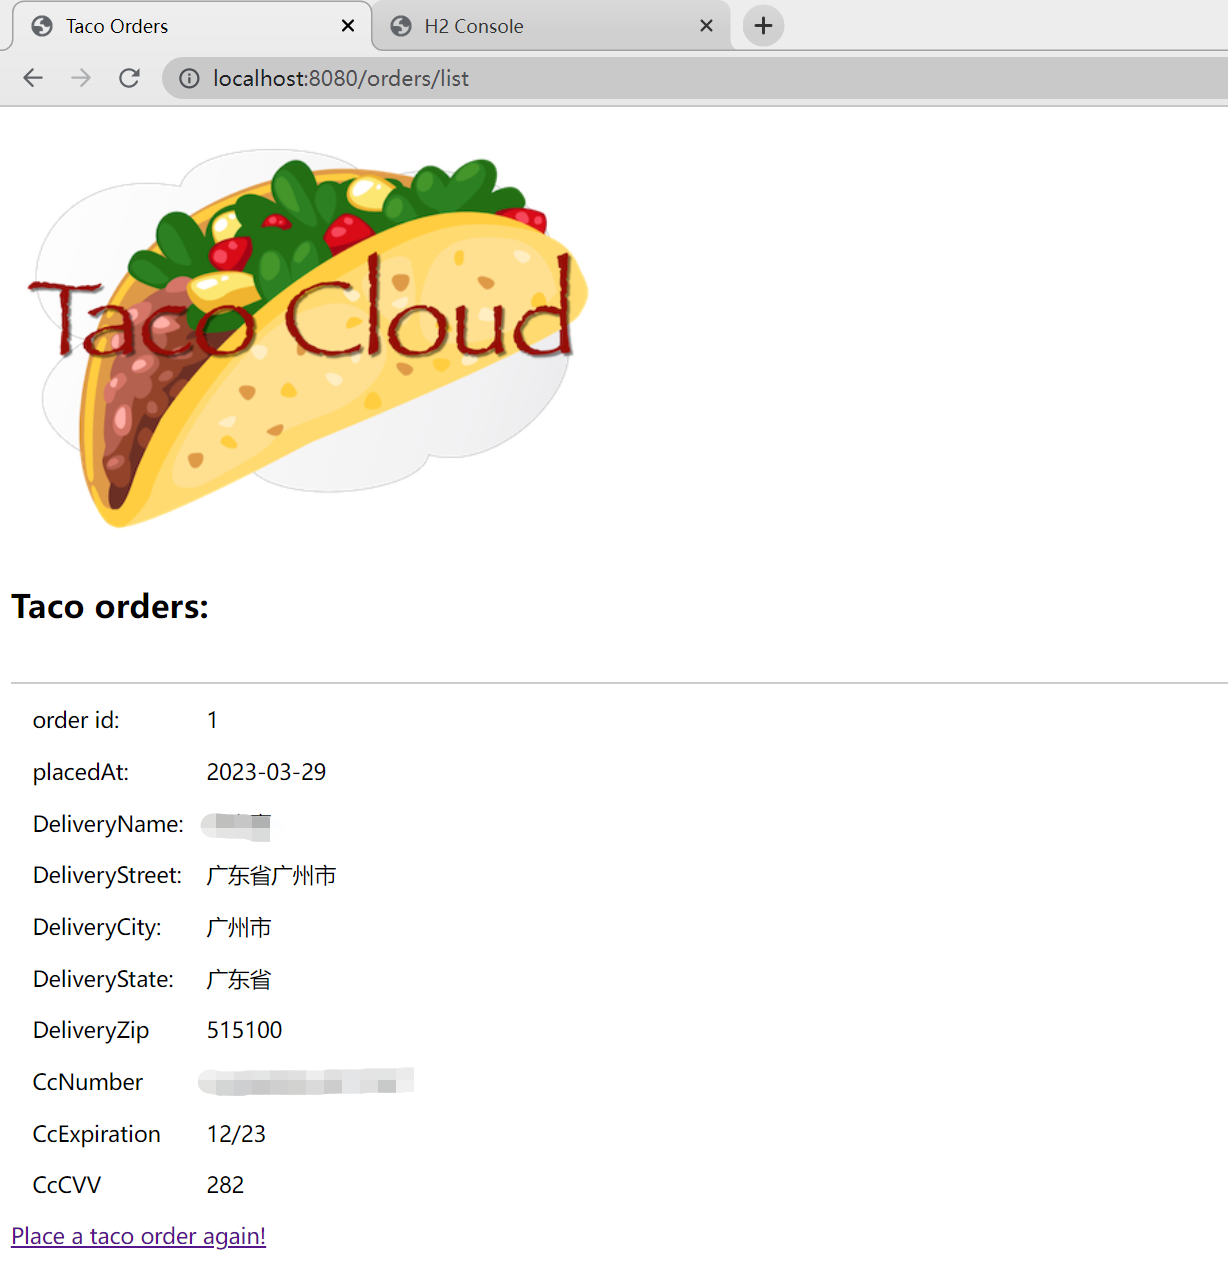 Taco Orders
H2 Console
localhost:8080/orders/list
Taco Cloud
Taco orders:
order id: 1
placedAt: 2023-03-29
DeliveryName:
DeliveryStreet: 广东省广州市
DeliveryCity: 广州市
DeliveryState: 广东省
DeliveryZip 515100
CcNumber
CcExpiration 12/23
CcCVV 282
Place a taco order again!